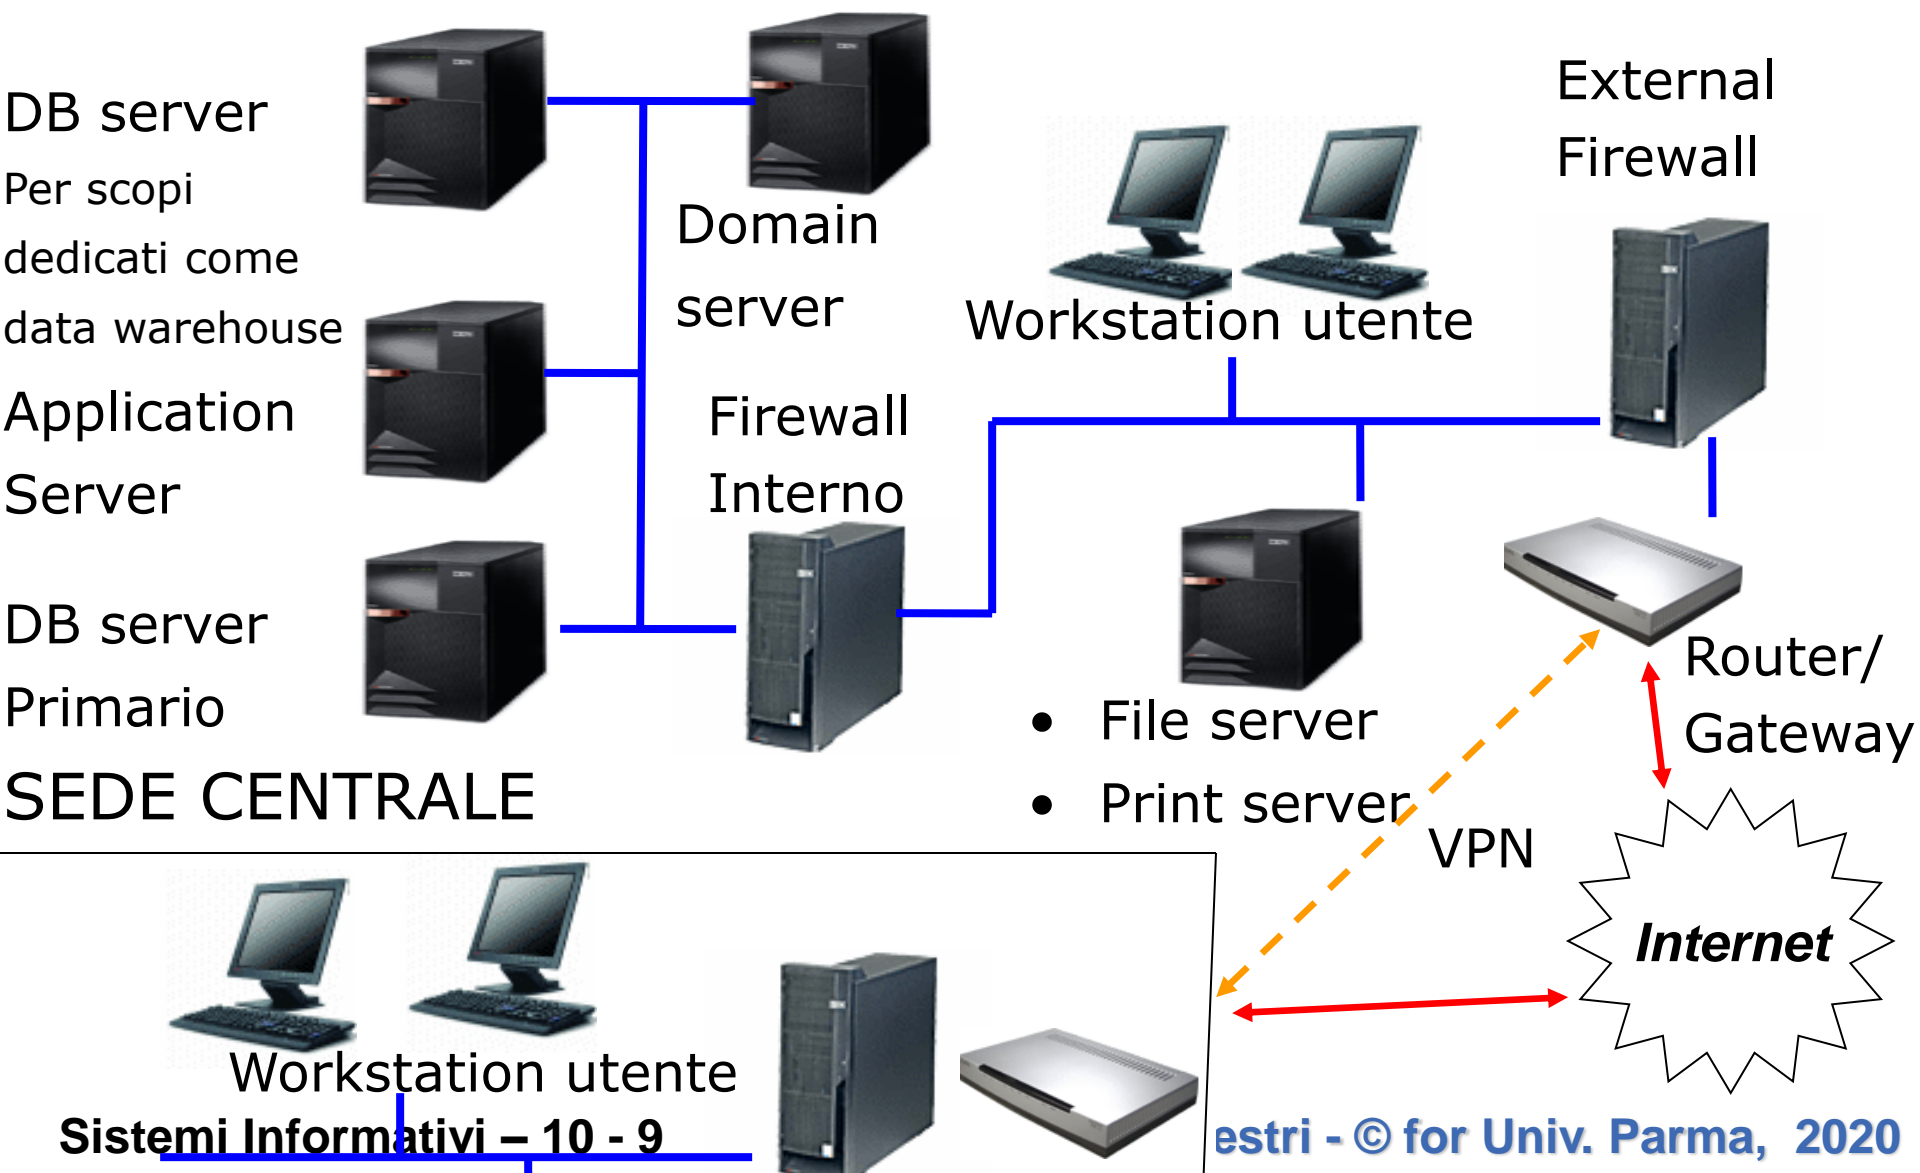 DB server
Per scopi
dedicati come
data warehouse
Application
Server
DB server
Primario
SEDE CENTRALE
Domain
server
Firewall
Interno
Workstation utente
External
Firewall
• File server
• Print server
Router/
Gateway
VPN
Internet
Workstation utente
Sistemi Informativi – 10 - 9
estri - © for Univ. Parma, 2020